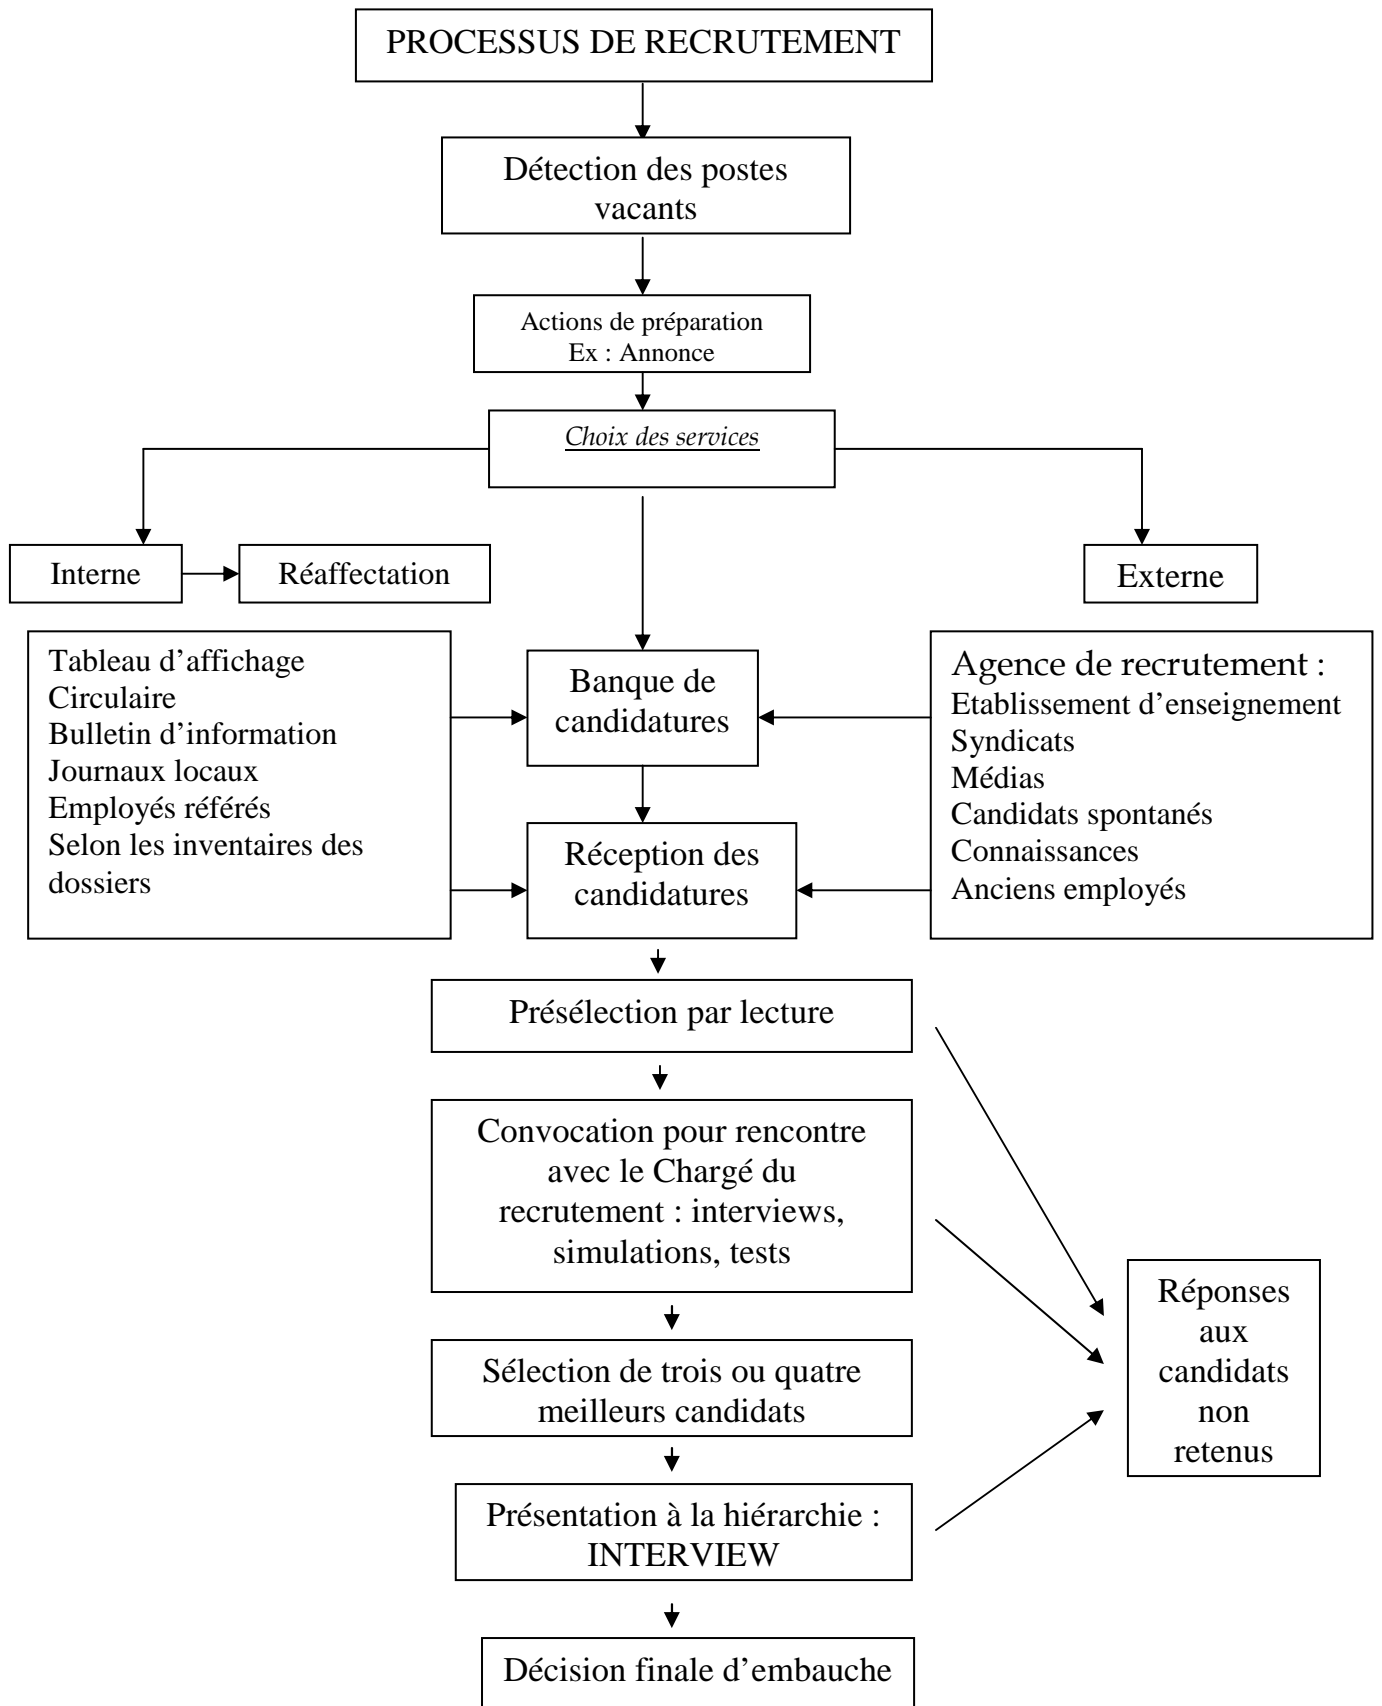 PROCESSUS DE RECRUTEMENT
Détection des postes
vacants
Actions de préparation
Ex : Annonce
Choix des services
Interne
Réaffectation
Externe
Tableau d’affichage
Circulaire
Bulletin d’information
Journaux locaux
Employés référés
Selon les inventaires des
dossiers
Banque de
candidatures
Agence de recrutement :
Etablissement d’enseignement
Syndicats
Médias
Candidats spontanés
Connaissances
Anciens employés
Réception des
candidatures
Présélection par lecture
Convocation pour rencontre
avec le Chargé du
recrutement : interviews,
simulations, tests
Réponses
aux
candidats
non
retenus
Sélection de trois ou quatre
meilleurs candidats
Présentation à la hiérarchie :
INTERVIEW
Décision finale d’embauche